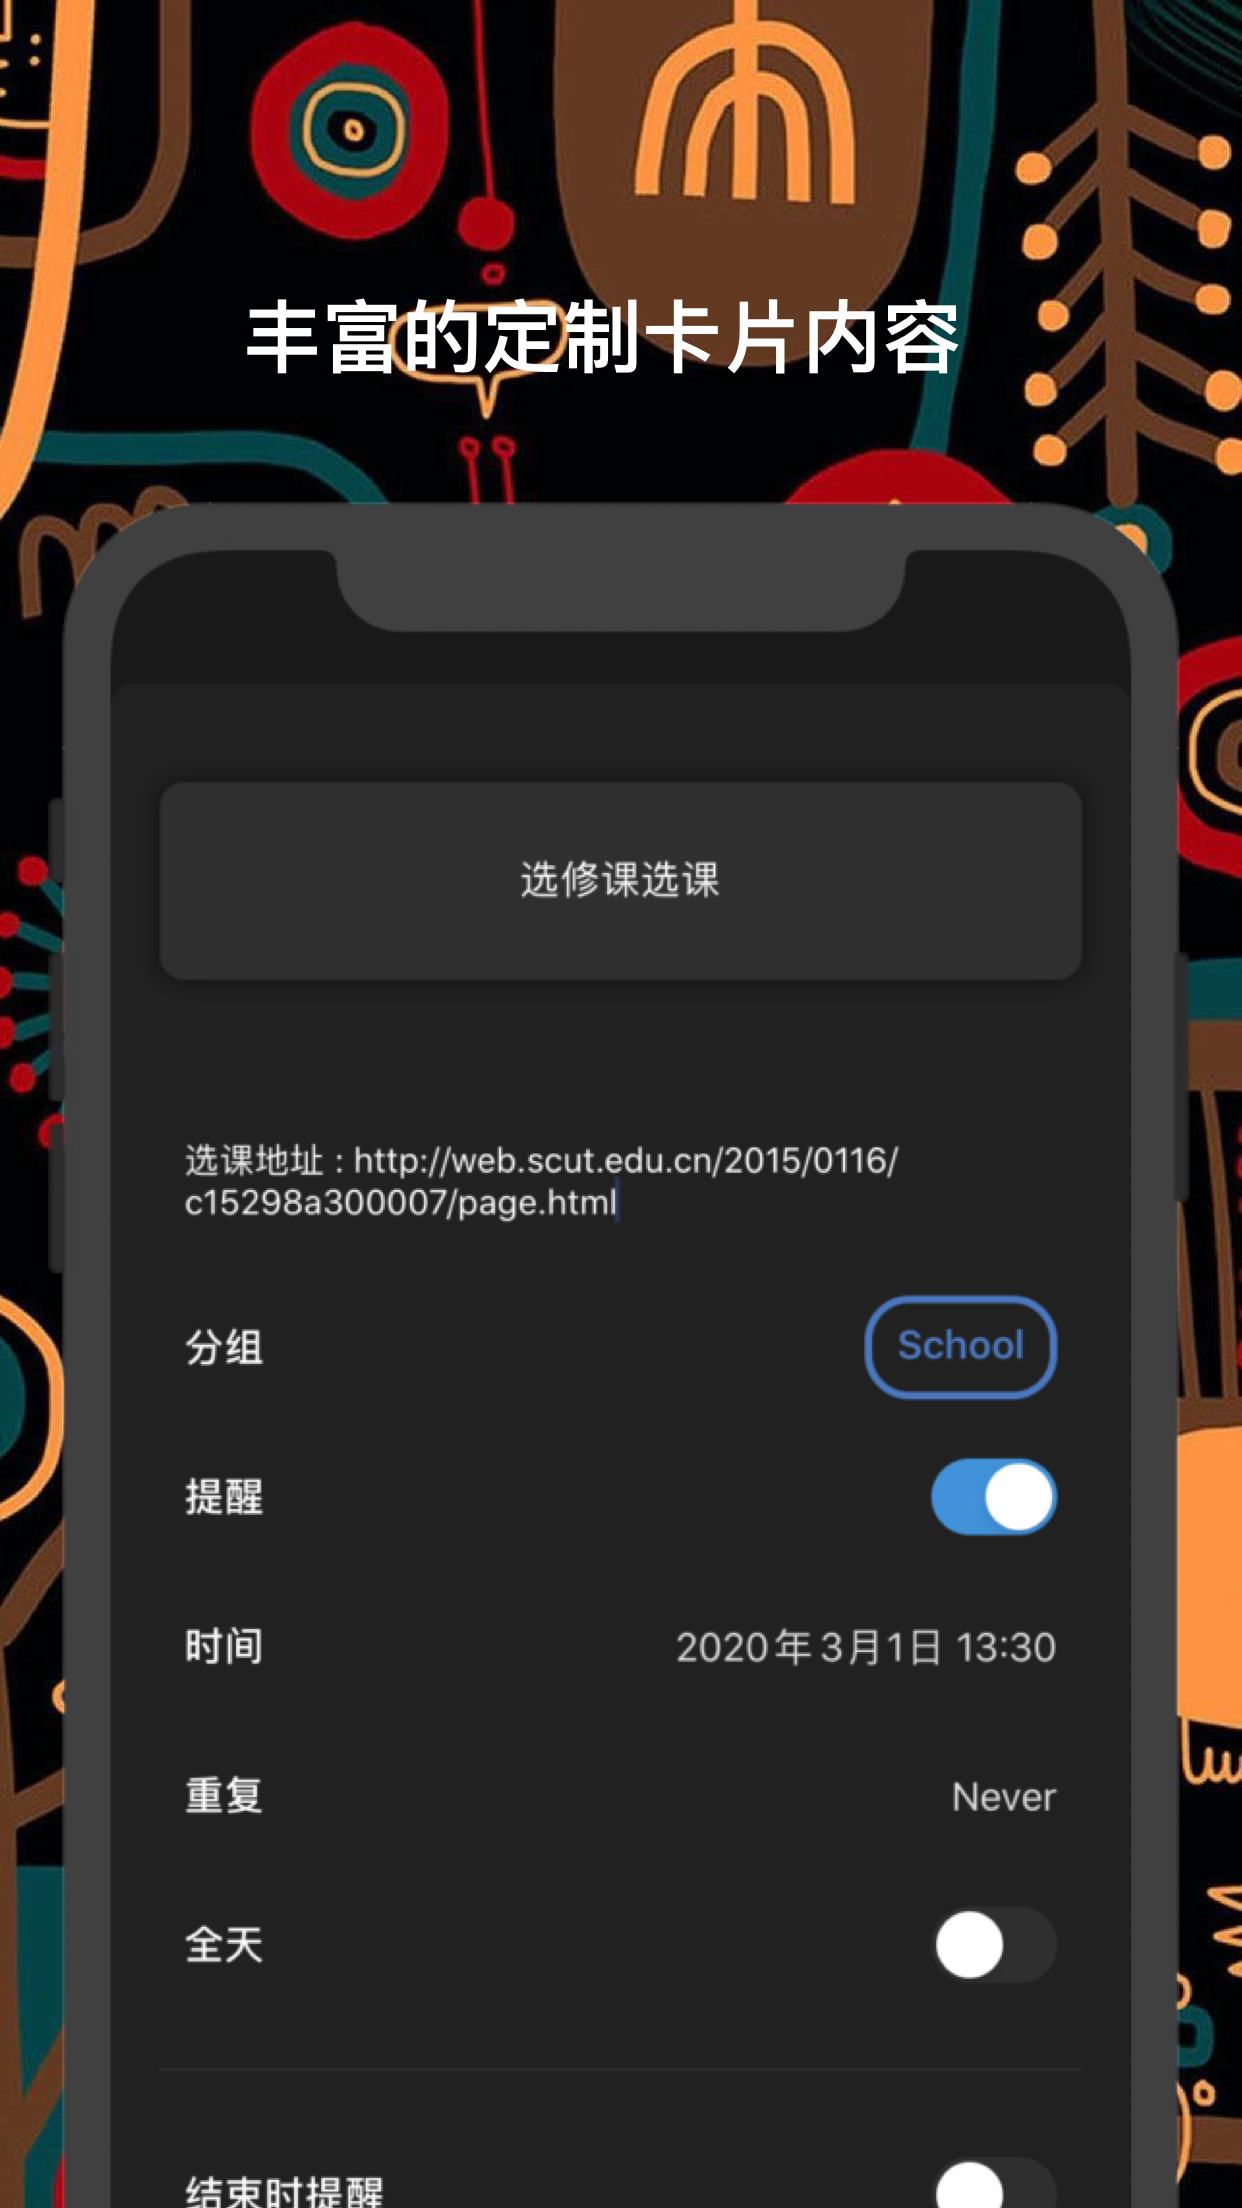 丰富的定制卡片内容
选修课选课
选课地址：http://web.scut.edu.cn/2015/0116/
c15298a300007/page.html
分组 School
提醒
时间 2020年3月1日 13:30
重复 Never
全天
结束时提醒